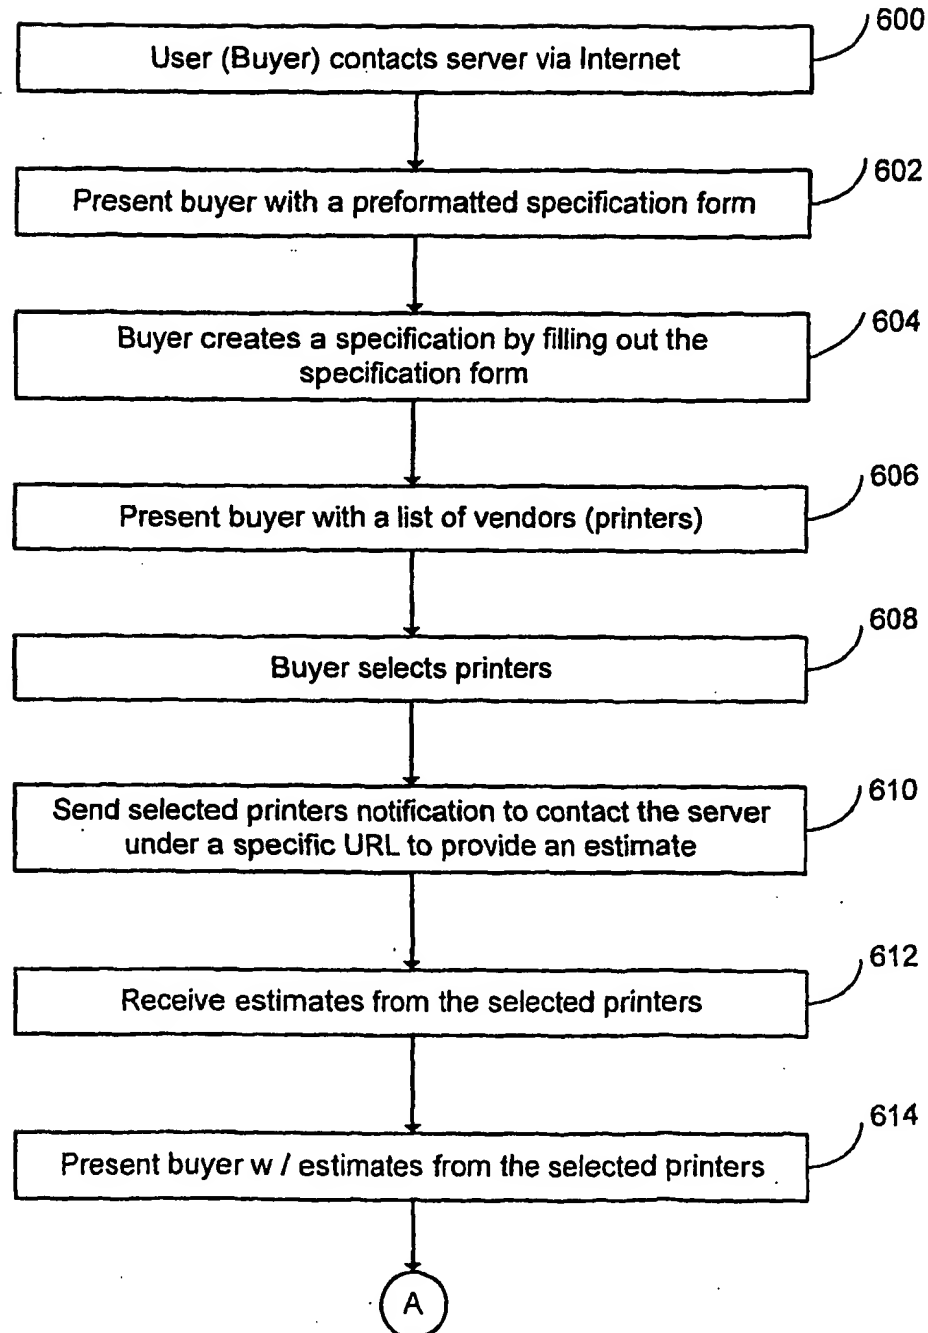 600
User (Buyer) contacts server via Internet
602
Present buyer with a preformatted specification form
604
Buyer creates a specification by filling out the
specification form
606
Present buyer with a list of vendors (printers)
608
Buyer selects printers
610
Send selected printers notification to contact the server
under a specific URL to provide an estimate
612
Receive estimates from the selected printers
614
Present buyer w / estimates from the selected printers
A